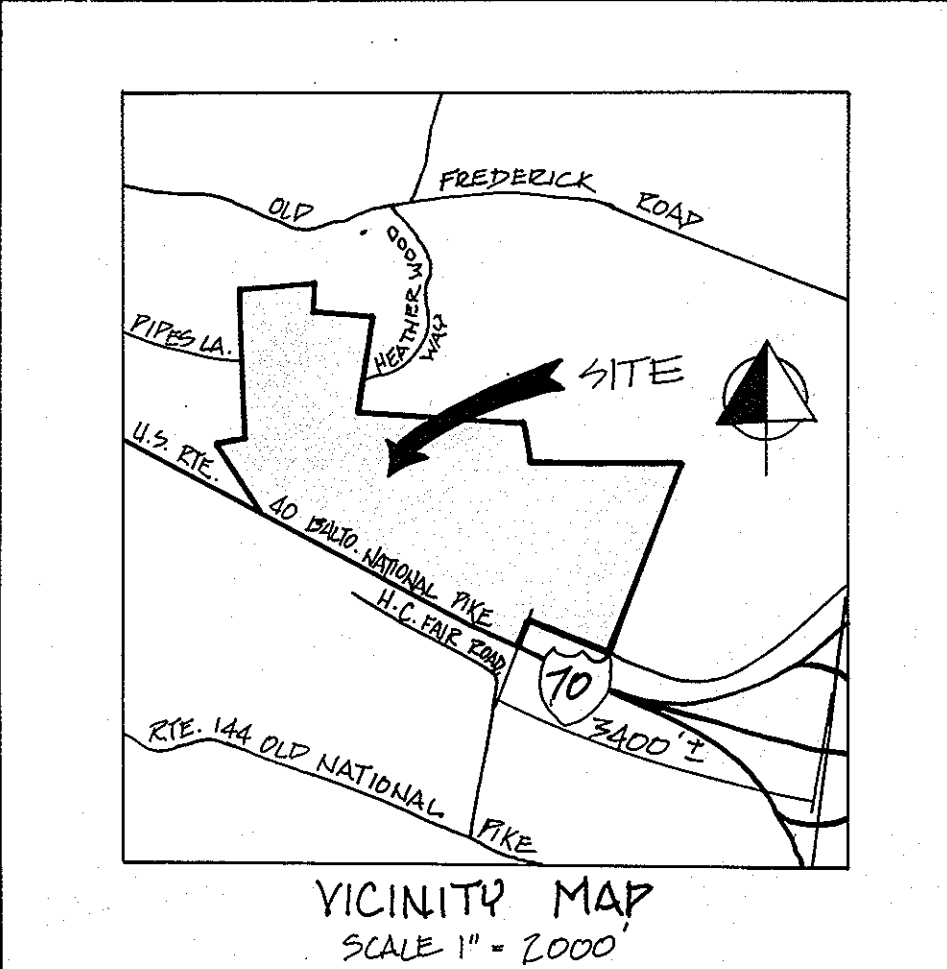 OLD FREDERICK ROAD
HEATHER WOOD
WAY
PIPES LA.
SITE
U.S. RTE. 40 BALTO. NATIONAL PIKE
H.C. FAIR ROAD
70
3400' ±
RTE. 144 OLD NATIONAL PIKE
VICINITY MAP
SCALE 1" = 2000'